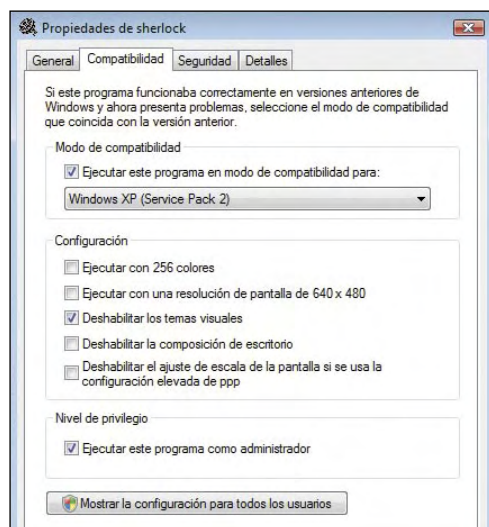 Propiedades de sherlock
General Compatibilidad Seguridad Detalles
Si este programa funcionaba correctamente en versiones anteriores de
Windows y ahora presenta problemas, seleccione el modo de compatibilidad
que coincida con la versión anterior.
Modo de compatibilidad
Ejecutar este programa en modo de compatibilidad para:
Windows XP (Service Pack 2)
Configuración
Ejecutar con 256 colores
Ejecutar con una resolución de pantalla de 640 x 480
Deshabilitar los temas visuales
Deshabilitar la composición de escritorio
Deshabilitar el ajuste de escala de la pantalla si se usa la
configuración elevada de ppp
Nivel de privilegio
Ejecutar este programa como administrador
Mostrar la configuración para todos los usuarios